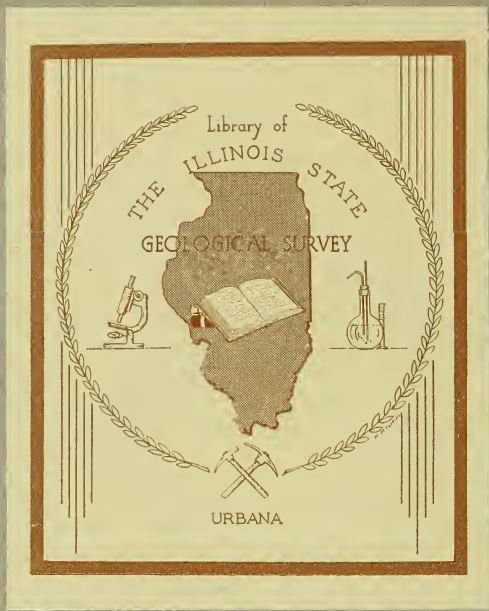 Library of
THE ILLINOIS STATE
GEOLOGICAL SURVEY
URBANA